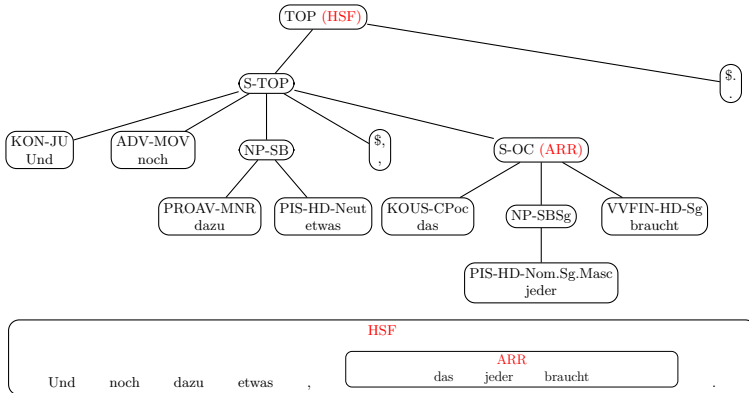 TOP (HSF)
S-TOP
$.
.
KON-JU
Und
ADV-MOV
noch
NP-SB
$,
,
S-OC (ARR)
PROAV-MNR
dazu
PIS-HD-Neut
etwas
KOUS-CPoc
das
NP-SBSg
VVFIN-HD-Sg
braucht
PIS-HD-Nom.Sg.Masc
jeder
HSF
ARR
Und noch dazu etwas , das jeder braucht .